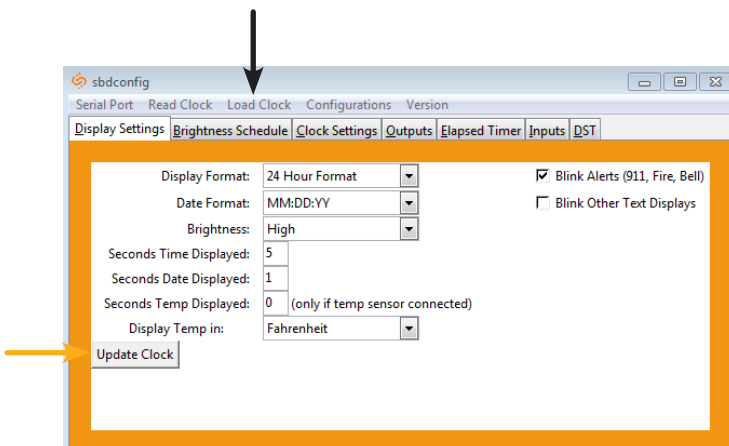 sbdconfig
Serial Port Read Clock Load Clock Configurations Version
Display Settings Brightness Schedule Clock Settings Outputs Elapsed Timer Inputs DST
Display Format: 24 Hour Format Blink Alerts (911, Fire, Bell)
Date Format: MM:DD:YY Blink Other Text Displays
Brightness: High
Seconds Time Displayed: 5
Seconds Date Displayed: 1
Seconds Temp Displayed: 0 (only if temp sensor connected)
Display Temp in: Fahrenheit
Update Clock